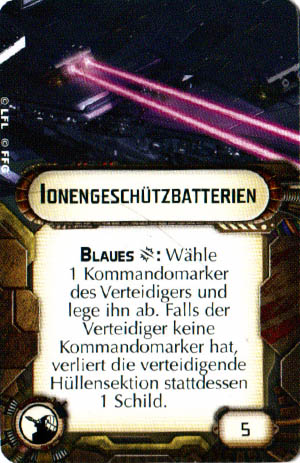 © LFL © FFG
IONENGESCHÜTZBATTERIEN
BLAUES : Wähle
1 Kommandomarker
des Verteidigers und
lege ihn ab. Falls der
Verteidiger keine
Kommandomarker hat,
verliert die verteidigende
Hüllensektion stattdessen
1 Schild.
5